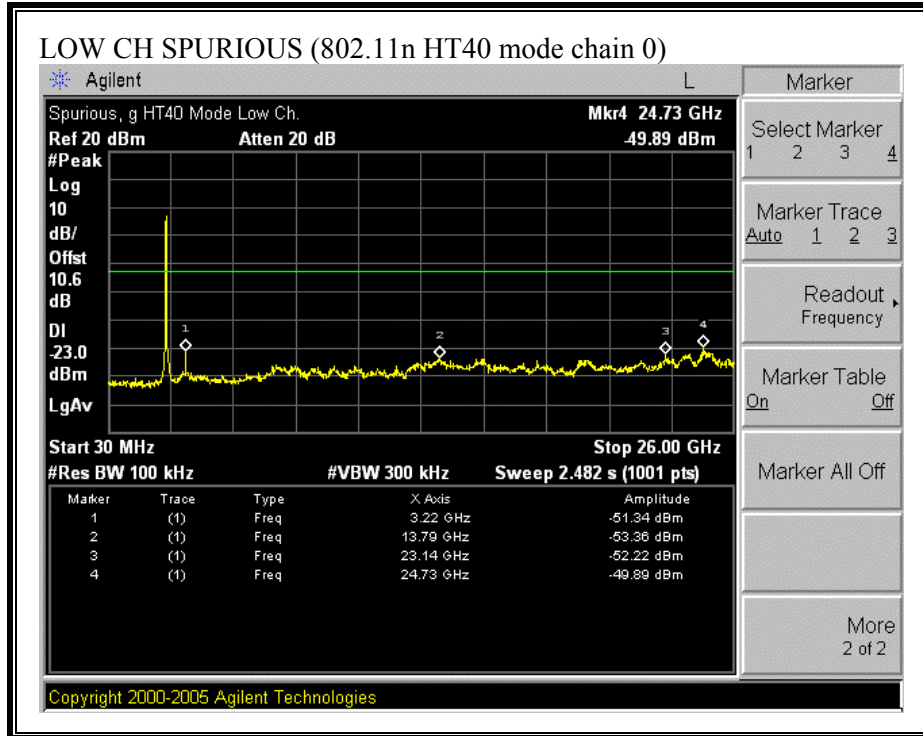 LOW CH SPURIOUS (802.11n HT40 mode chain 0)
Agilent L
Spurious, g HT40 Mode Low Ch. Mkr4 24.73 GHz
Ref 20 dBm Atten 20 dB -49.89 dBm
#Peak
Log
10
dB/
Offst
10.6
dB
DI
-23.0
dBm
LgAv
1
2
3
4
Start 30 MHz Stop 26.00 GHz
#Res BW 100 kHz #VBW 300 kHz Sweep 2.482 s (1001 pts)
Marker Trace Type X Axis Amplitude
1 (1) Freq 3.22 GHz -51.34 dBm
2 (1) Freq 13.79 GHz -53.36 dBm
3 (1) Freq 23.14 GHz -52.22 dBm
4 (1) Freq 24.73 GHz -49.89 dBm
Marker
Select Marker
1 2 3 4
Marker Trace
Auto 1 2 3
Readout
Frequency
Marker Table
On Off
Marker All Off
More
2 of 2
Copyright 2000-2005 Agilent Technologies